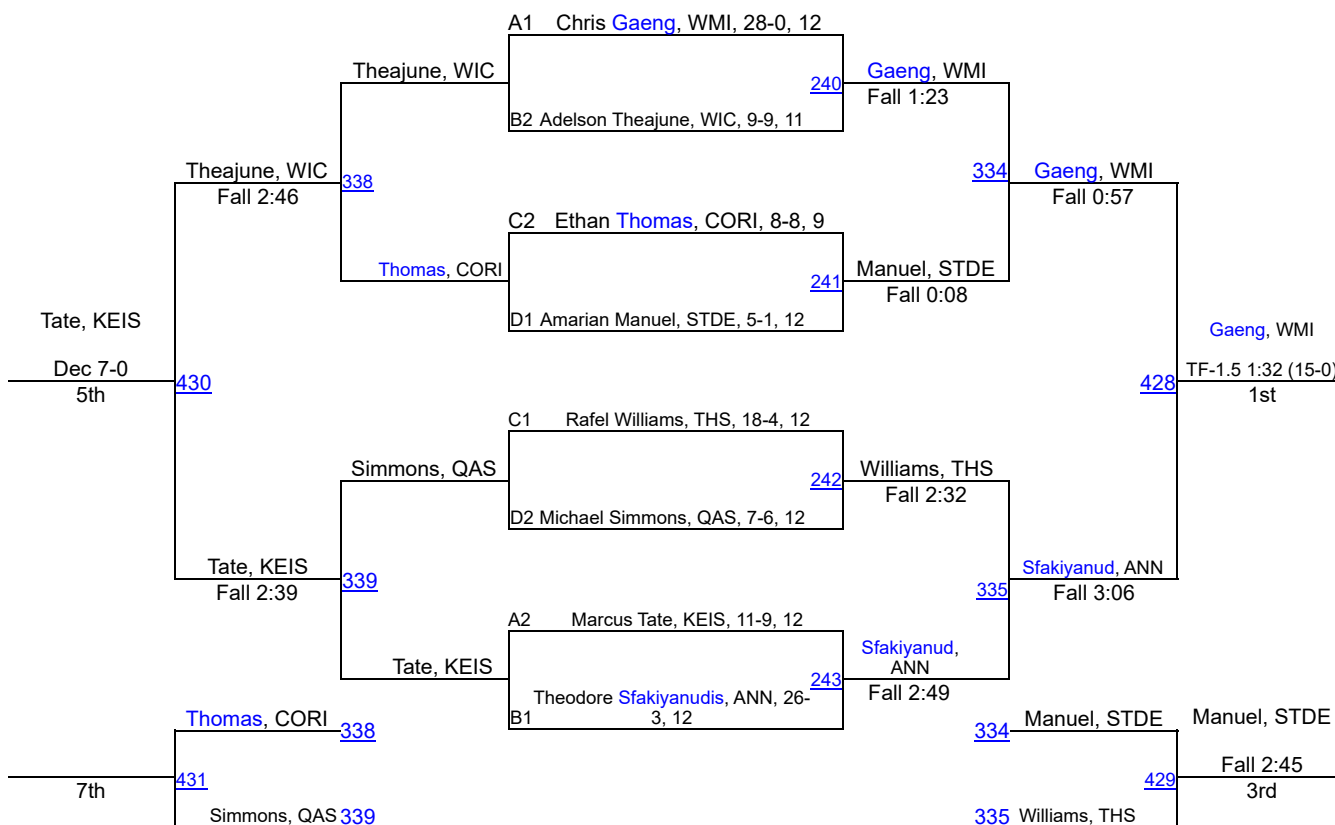 A1 Chris Gaeng, WMI, 28-0, 12
Theajune, WIC
240
Gaeng, WMI
Fall 1:23
B2 Adelson Theajune, WIC, 9-9, 11
Theajune, WIC
Fall 2:46
338
334
Gaeng, WMI
Fall 0:57
C2 Ethan Thomas, CORI, 8-8, 9
Thomas, CORI
241
Manuel, STDE
Fall 0:08
D1 Amarian Manuel, STDE, 5-1, 12
Tate, KEIS
Dec 7-0
5th
430
428
Gaeng, WMI
TF-1.5 1:32 (15-0)
1st
C1 Rafel Williams, THS, 18-4, 12
Simmons, QAS
242
Williams, THS
Fall 2:32
D2 Michael Simmons, QAS, 7-6, 12
Tate, KEIS
Fall 2:39
339
335
Sfakiyanud, ANN
Fall 3:06
A2 Marcus Tate, KEIS, 11-9, 12
Tate, KEIS
243
Sfakiyanud,
ANN
Fall 2:49
Theodore Sfakiyanudis, ANN, 26-
B1 3, 12
Thomas, CORI 338
334 Manuel, STDE
Manuel, STDE
431
7th
429
Fall 2:45
3rd
Simmons, QAS 339
335 Williams, THS